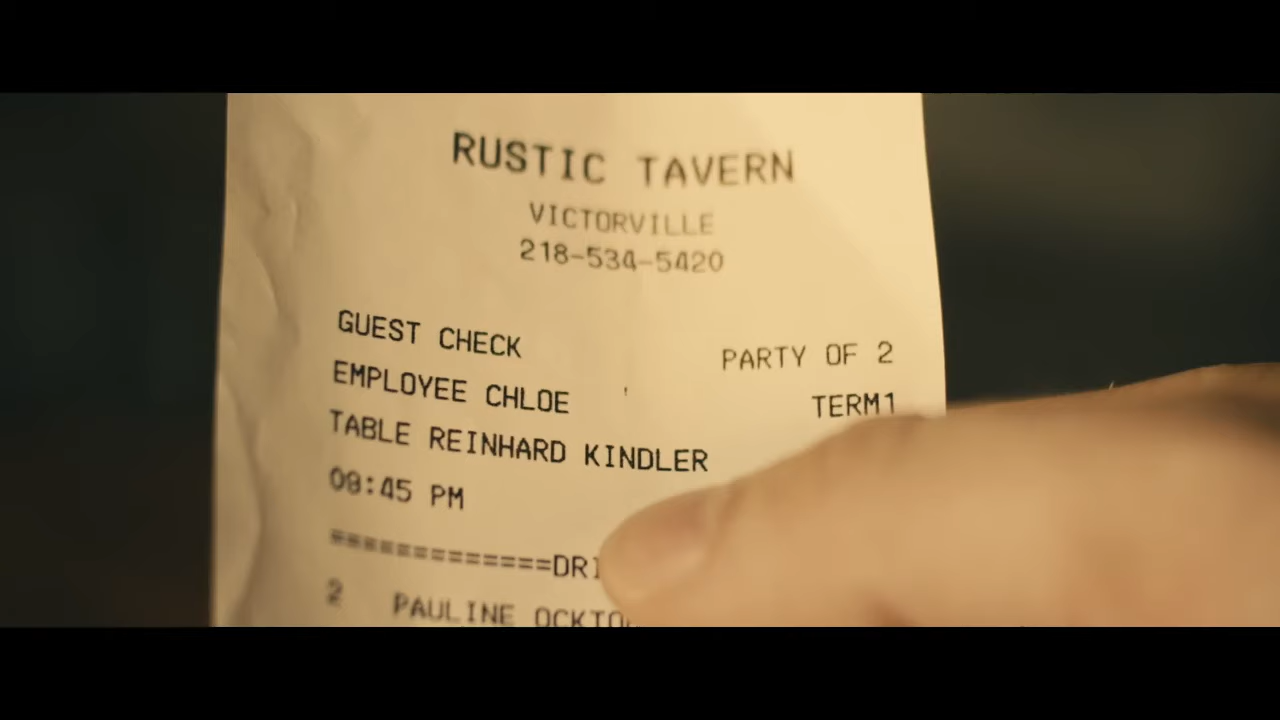 RUSTIC TAVERN
VICTORVILLE
218-534-5420
GUEST CHECK PARTY OF 2
EMPLOYEE CHLOE TERM1
TABLE REINHARD KINDLER
08:45 PM
=============DRI
2 PAULINE